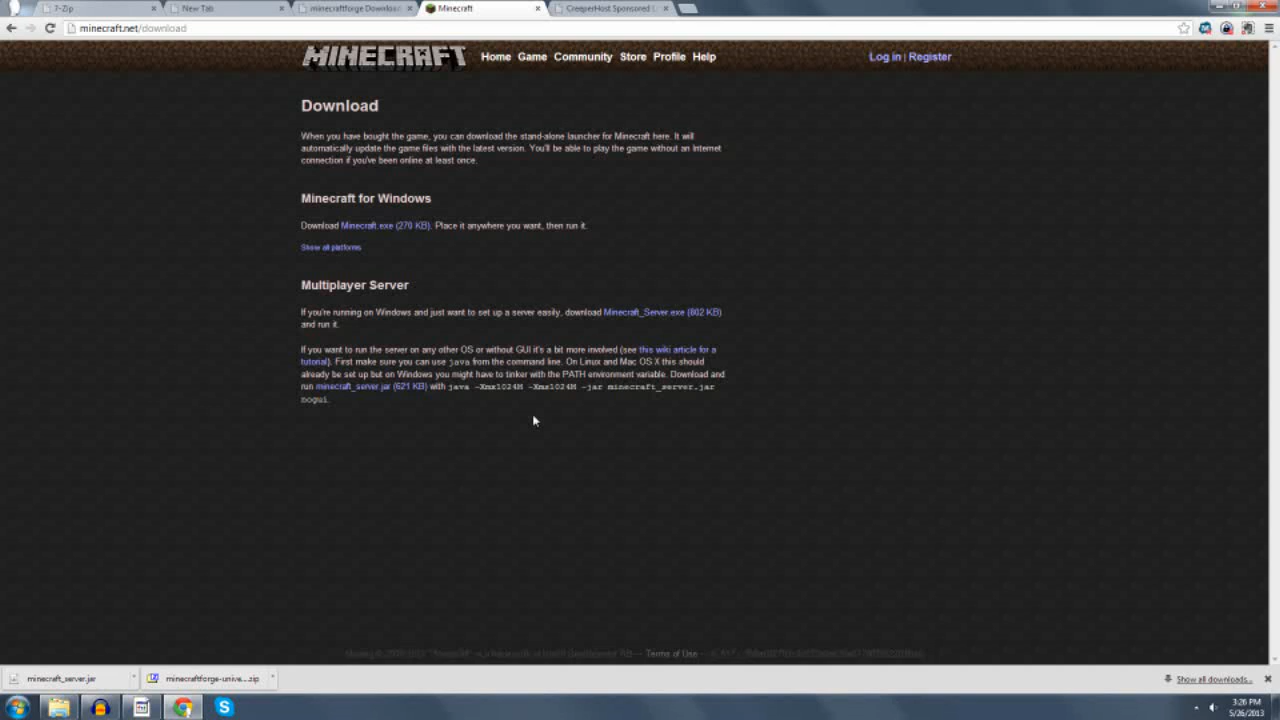 7-Zip
New Tab
minecraftforge Downloads
Minecraft
CreeperHost Sponsored L
minecraft.net/download
MINECRAFT
Home Game Community Store Profile Help
Log in | Register
Download
When you have bought the game, you can download the stand-alone launcher for Minecraft here. It will
automatically update the game files with the latest version. You'll be able to play the game without an Internet
connection if you've been online at least once.
Minecraft for Windows
Download Minecraft.exe (270 KB). Place it anywhere you want, then run it.
Show all platforms
Multiplayer Server
If you're running on Windows and just want to set up a server easily, download Minecraft_Server.exe (802 KB)
and run it.
If you want to run the server on any other OS or without GUI it's a bit more involved (see this wiki article for a
tutorial). First make sure you can use java from the command line. On Linux and Mac OS X this should
already be set up but on Windows you might have to tinker with the PATH environment variable. Download and
run minecraft_server.jar (621 KB) with java -Xmx1024M -Xms1024M -jar minecraft_server.jar
nogui.
Terms of Use
minecraft_server.jar
minecraftforge-unive....zip
Show all downloads...
3:26 PM
5/26/2013